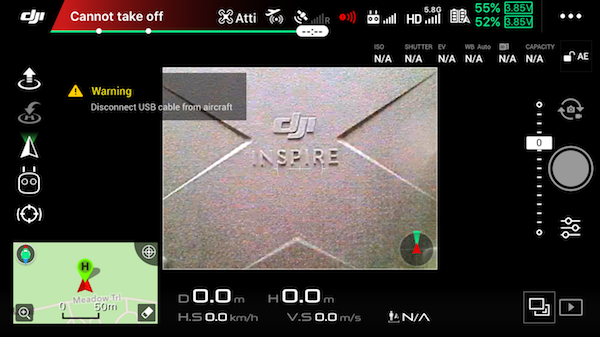 dji Cannot take off Atti R HD 5.8G 55% 3.85V
52% 3.85V
--:--
ISO SHUTTER EV WB Auto CAPACITY
N/A N/A N/A N/A N/A N/A
AE
Warning
Disconnect USB cable from aircraft
dji
INSPIRE
0
H
Meadow Trl
0 50m
D 0.0 m H 0.0 m
H.S 0.0 km/h V.S 0.0 m/s N/A